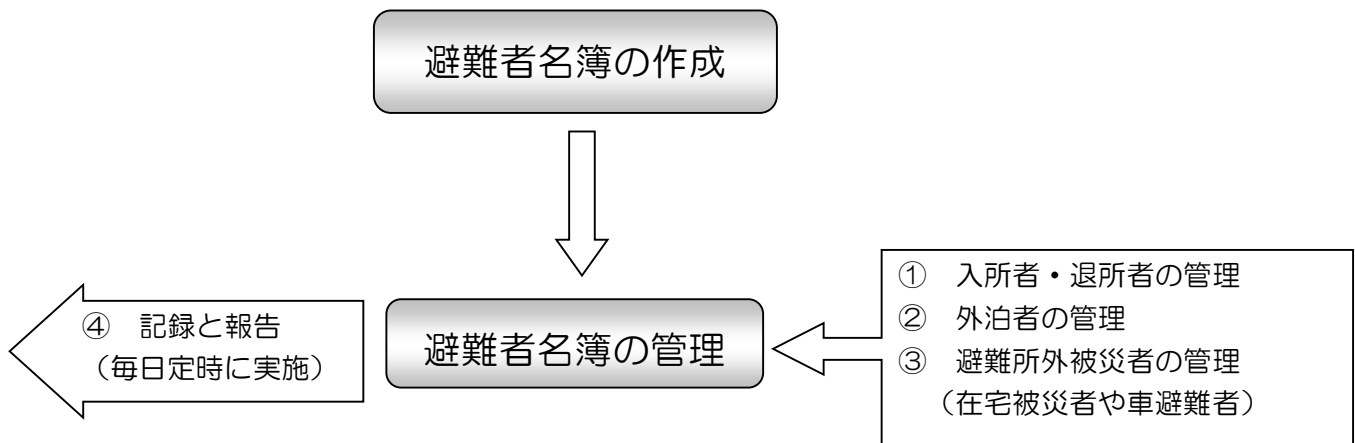 避難者名簿の作成
① 入所者・退所者の管理
② 外泊者の管理
③ 避難所外被災者の管理
（在宅被災者や車避難者）
避難者名簿の管理
④ 記録と報告
（毎日定時に実施）